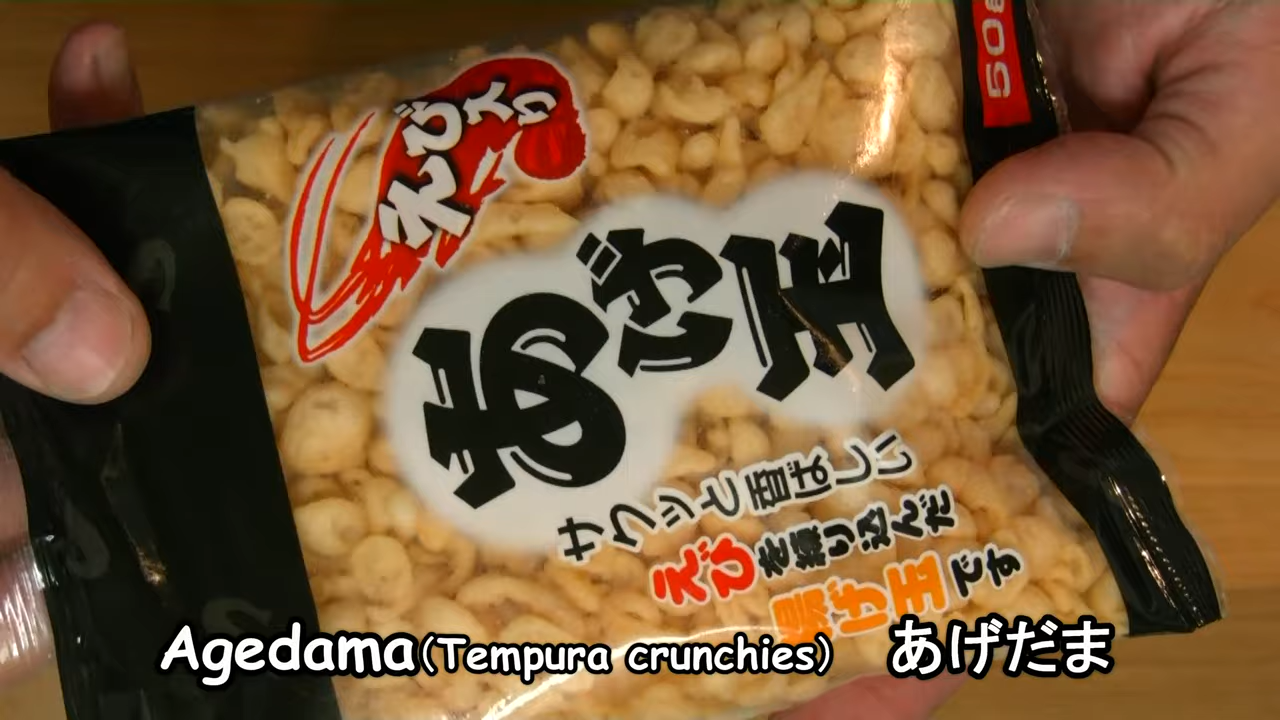 えび入り
50g
あげ玉
サクッと香ばしい
えびを練り込んだ
揚げ玉です
Agedama(Tempura crunchies) あげだま